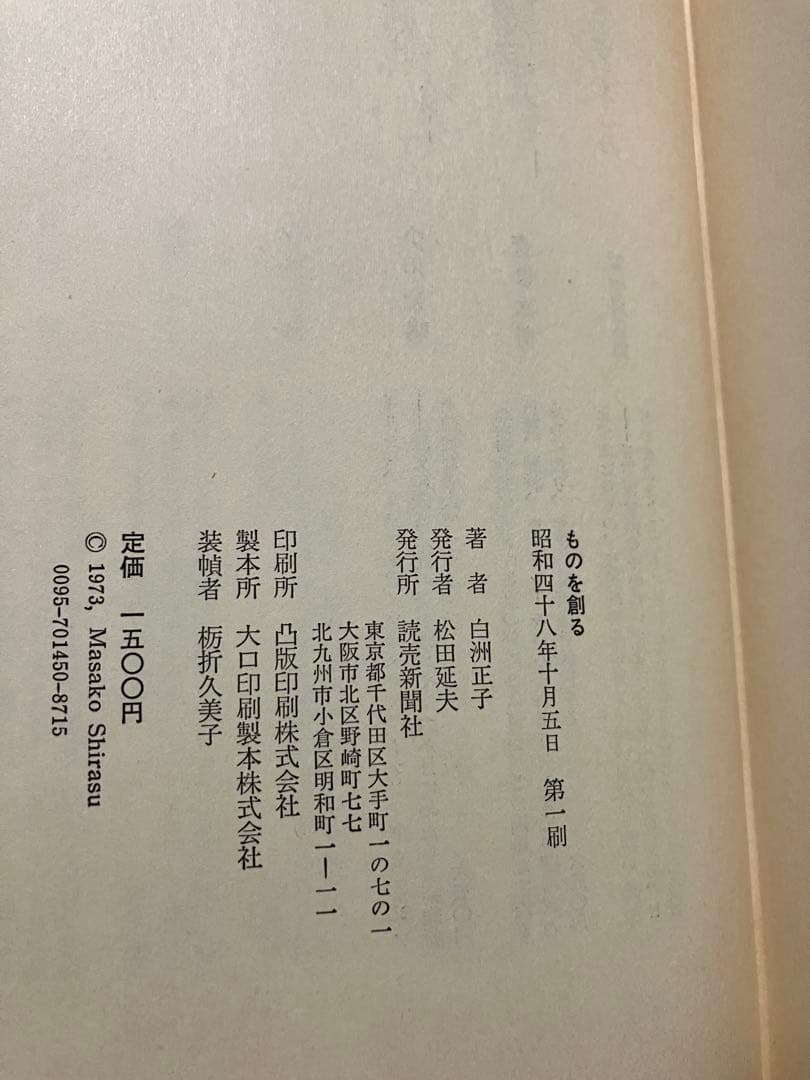 ものを創る
昭和四十八年十月五日　第一刷
著　者　白洲正子
発行者　松田延夫
発行所　読売新聞社
東京都千代田区大手町一の七の一
大阪市北区野崎町七七
北九州市小倉区明和町一ー一一
印刷所　凸版印刷株式会社
製本所　大口印刷製本株式会社
装幀者　栃折久美子
定価　一五〇〇円
© 1973, Masako Shirasu
0095-701450-8715